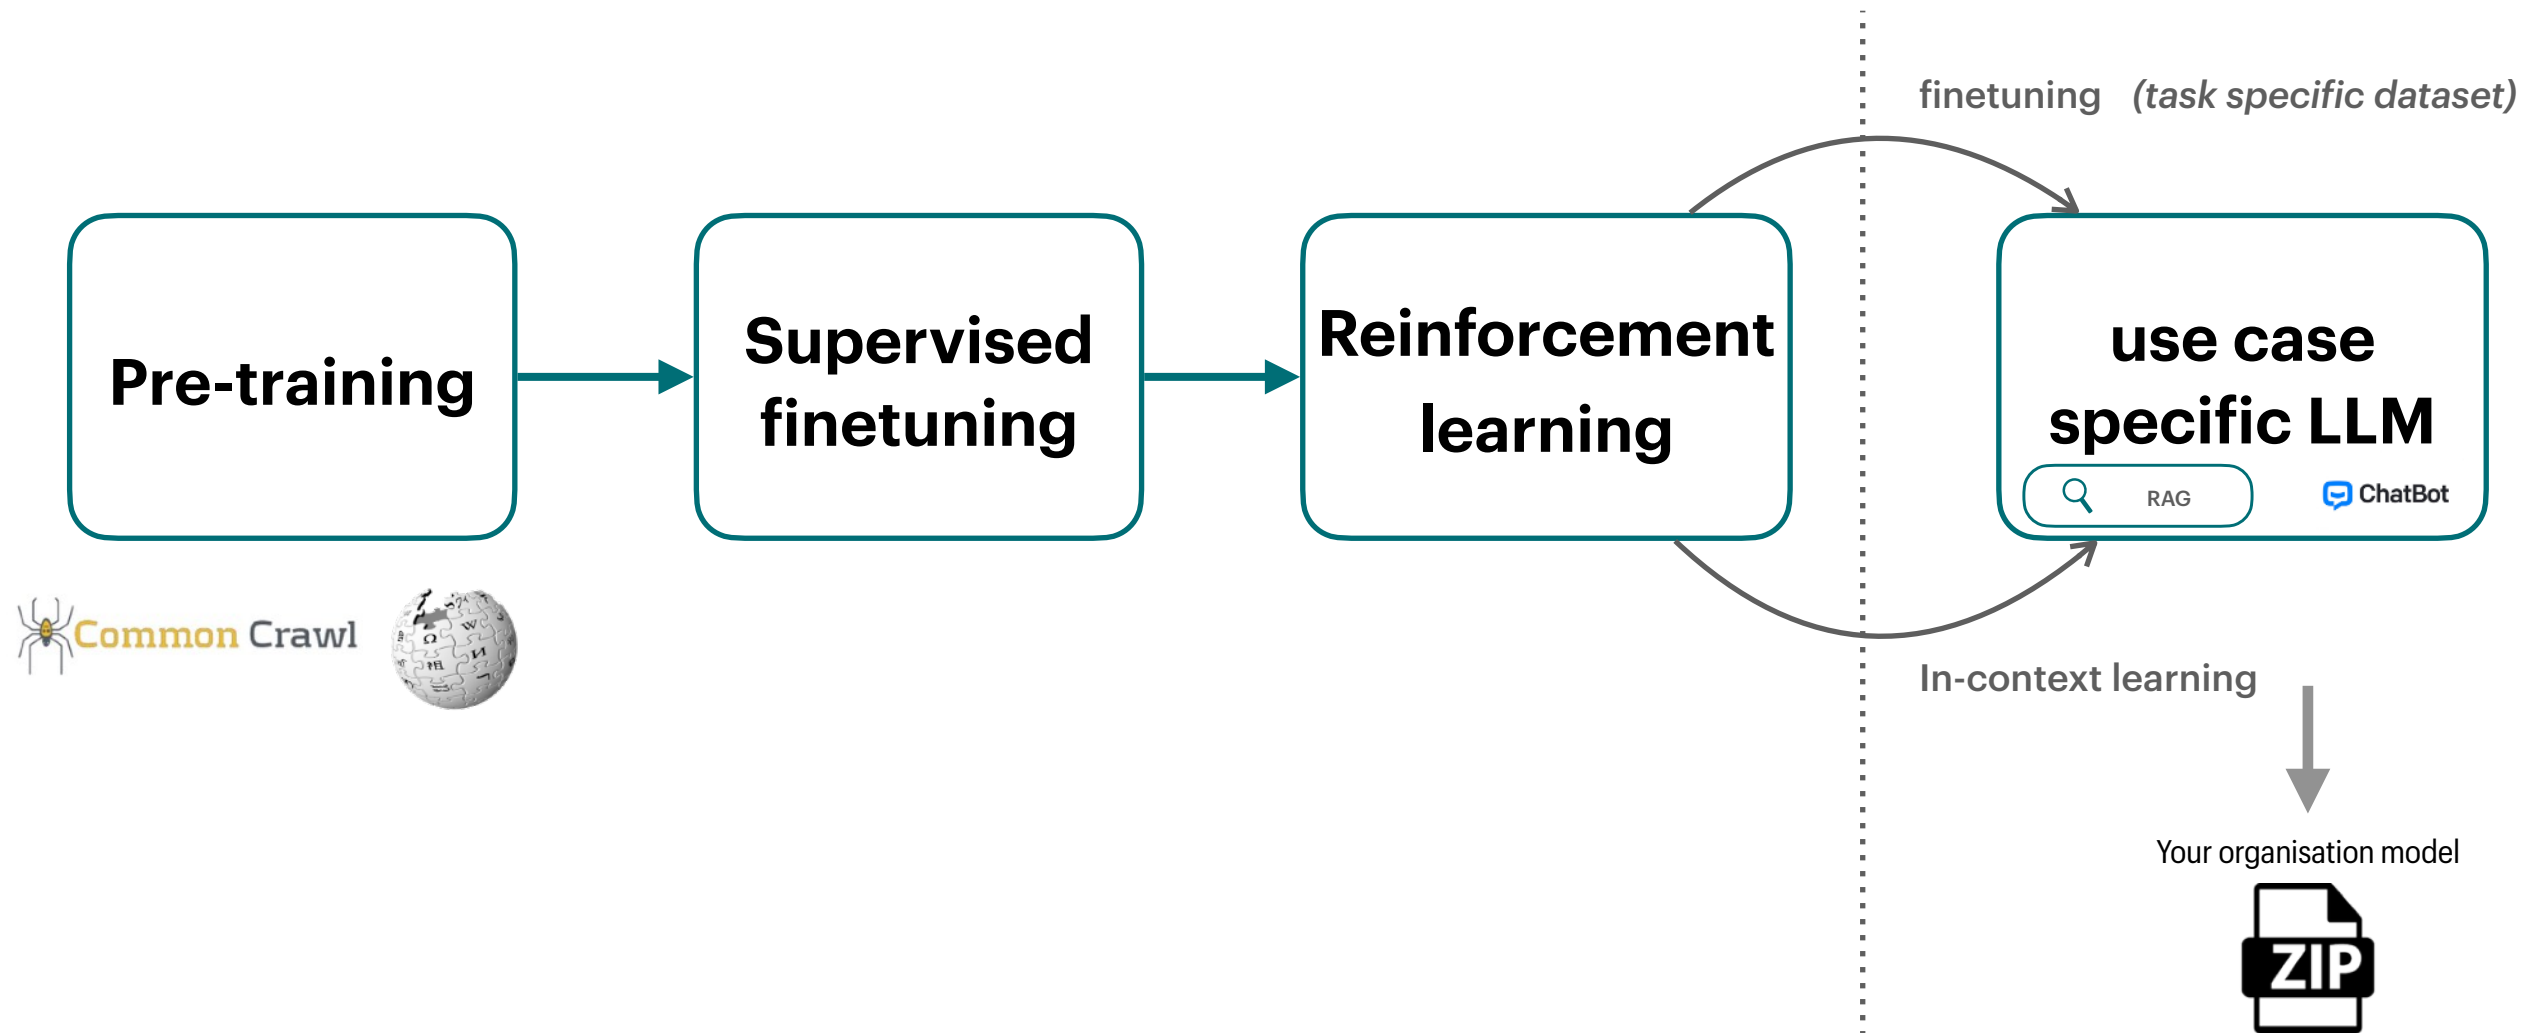 finetuning (task specific dataset)
Pre-training
Supervised
finetuning
Reinforcement
learning
use case
specific LLM
RAG
ChatBot
Common Crawl
In-context learning
Your organisation model
ZIP